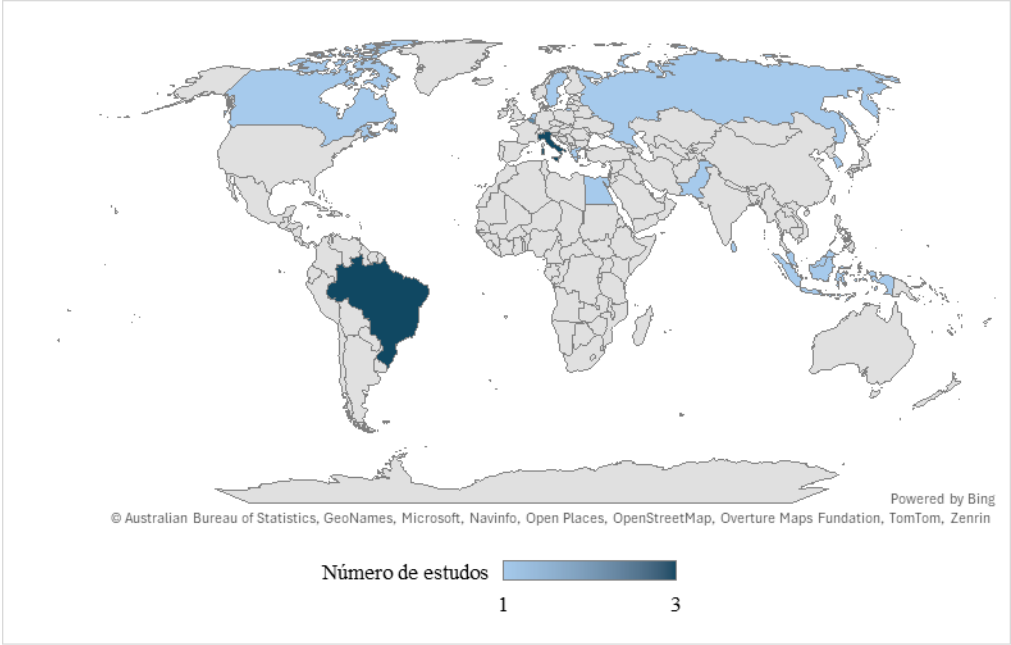 Powered by Bing
© Australian Bureau of Statistics, GeoNames, Microsoft, Navinfo, Open Places, OpenStreetMap, Overture Maps Fundation, TomTom, Zenrin
Número de estudos
1 3